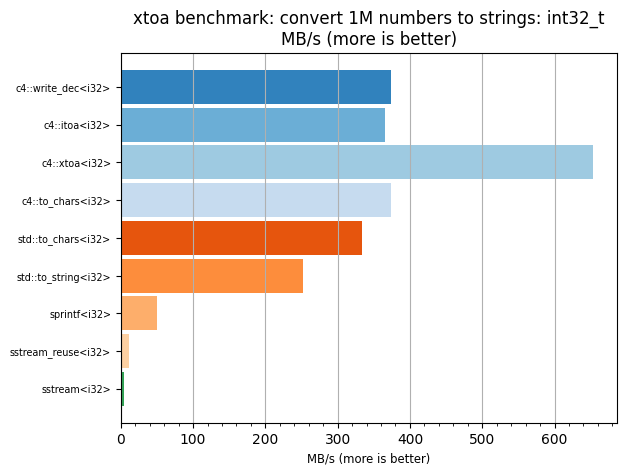 xtoa benchmark: convert 1M numbers to strings: int32_t
MB/s (more is better)
c4::write_dec<i32>
c4::itoa<i32>
c4::xtoa<i32>
c4::to_chars<i32>
std::to_chars<i32>
std::to_string<i32>
sprintf<i32>
sstream_reuse<i32>
sstream<i32>
0 100 200 300 400 500 600
MB/s (more is better)